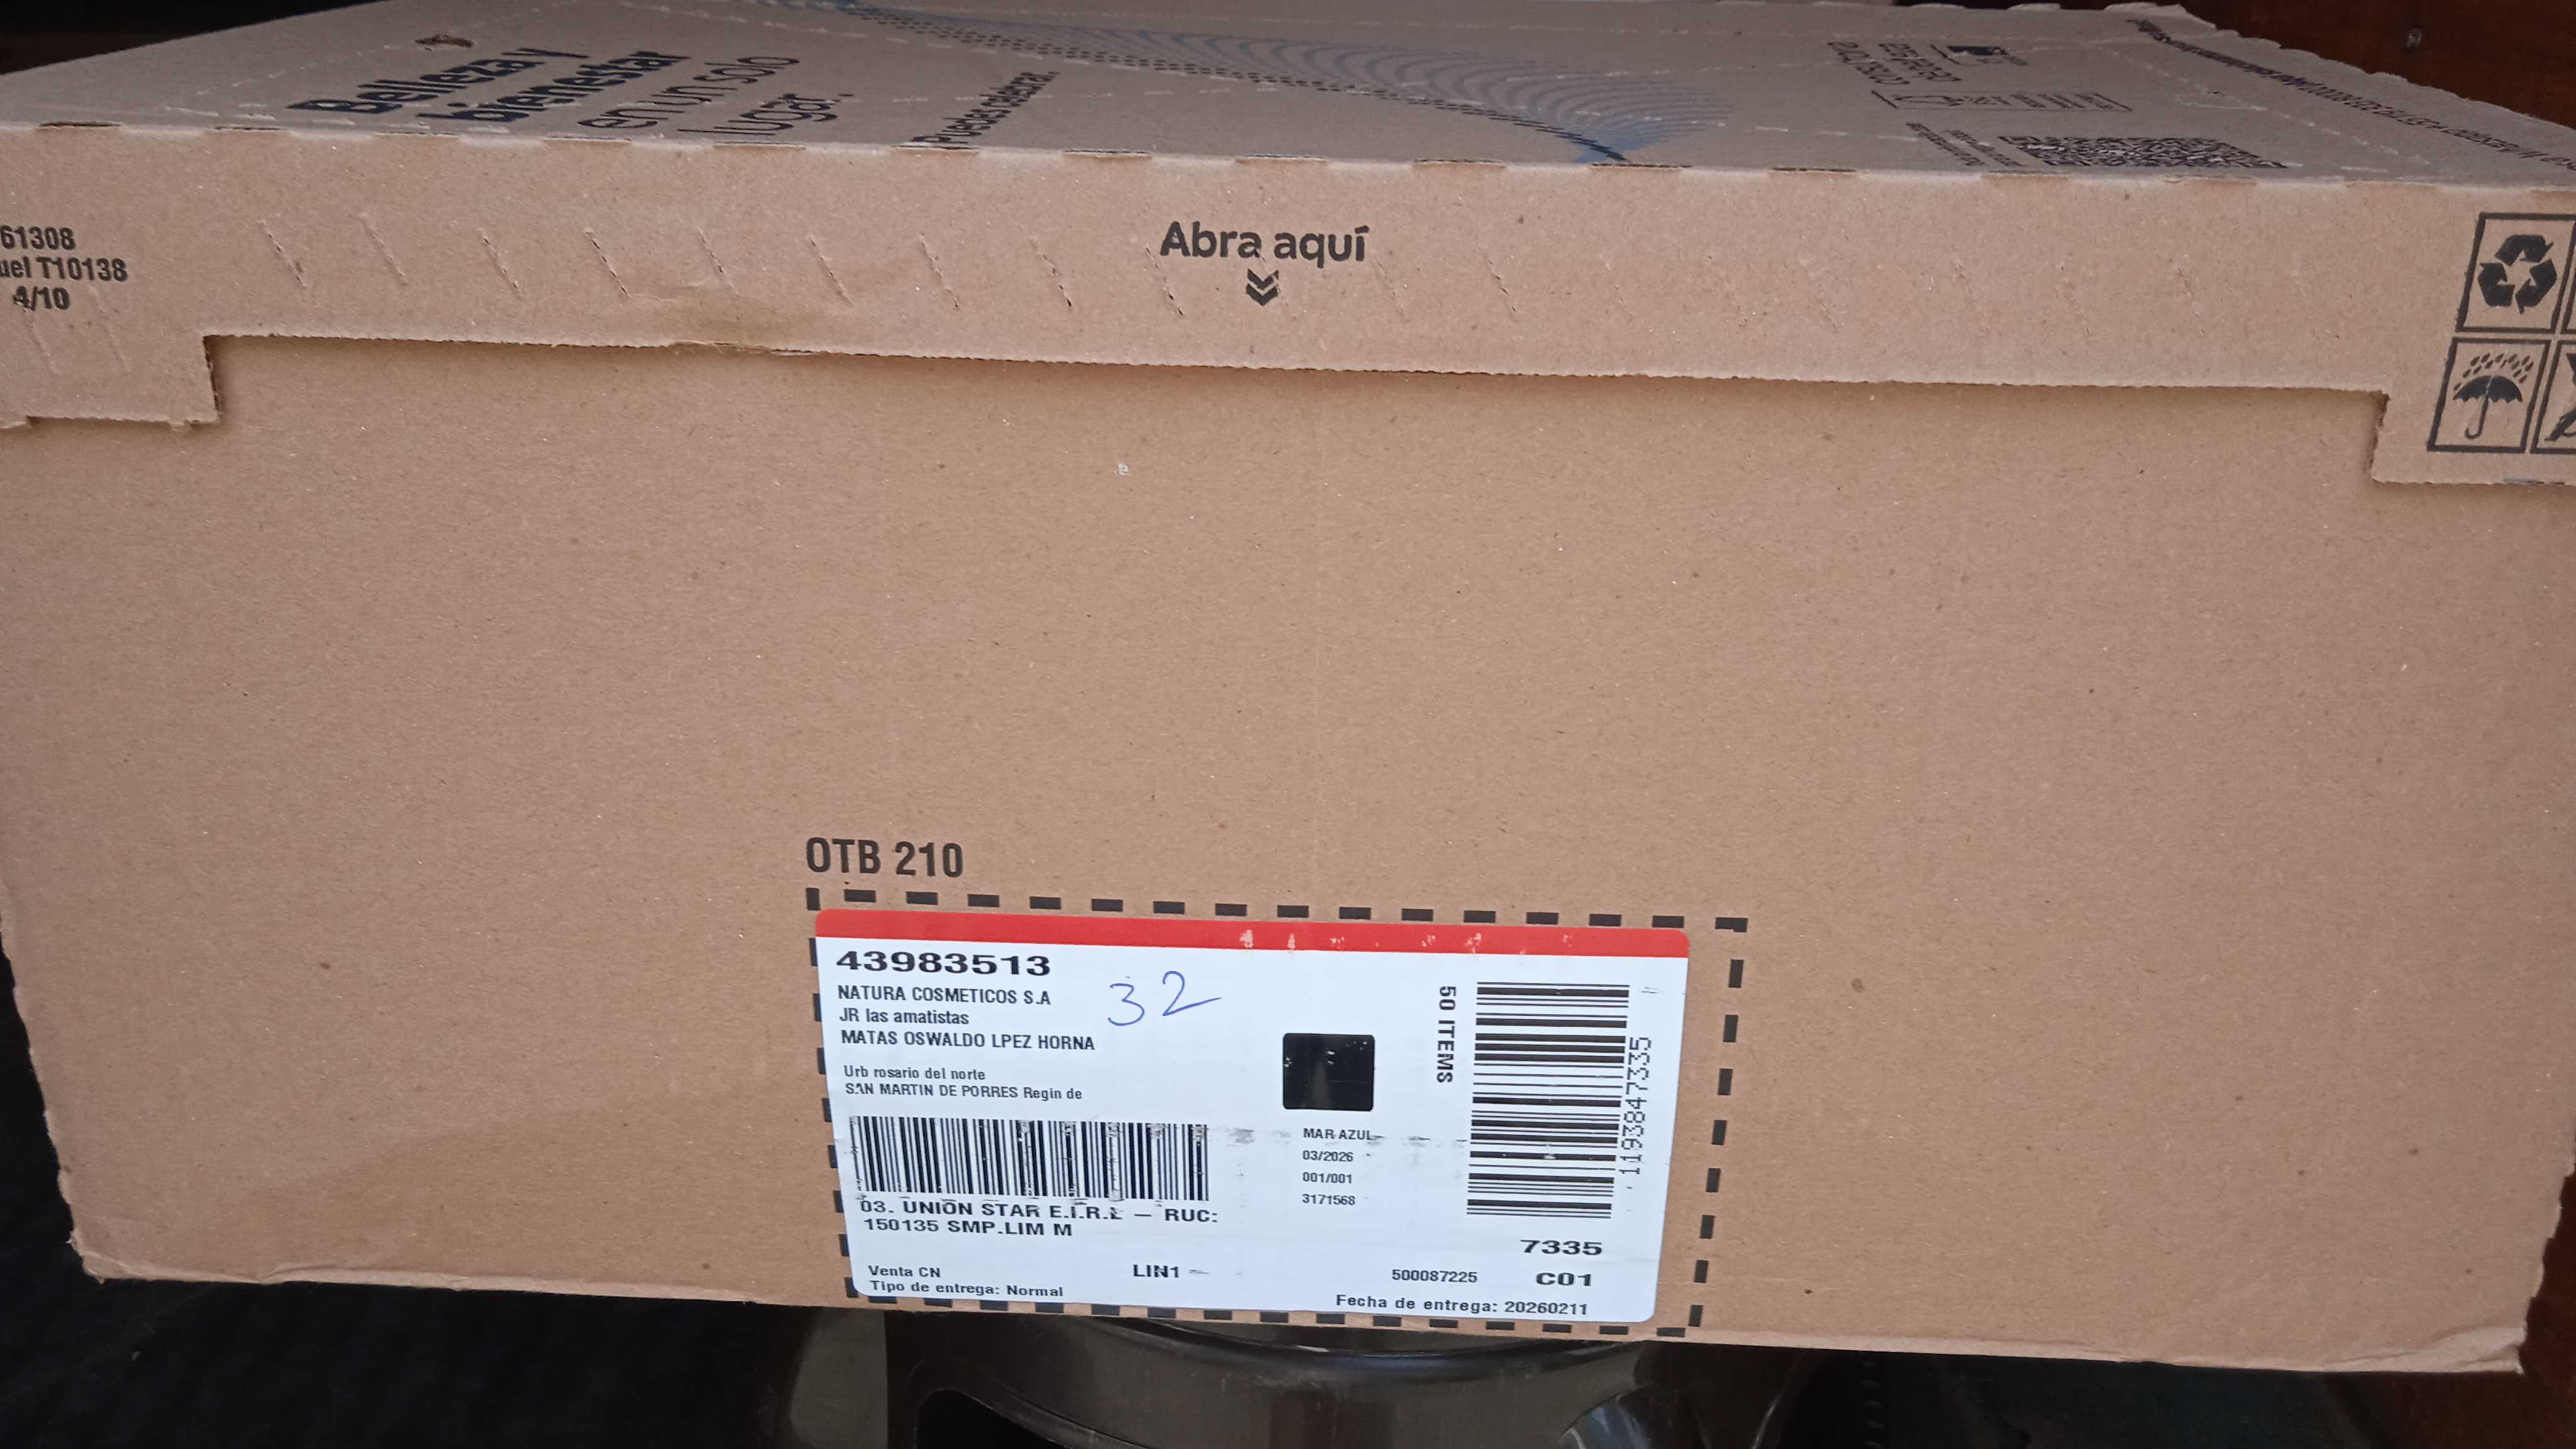 Belleza y
bienestar
en un solo
lugar.
¡Puedes celebrar!
61308
uel T10138
4/10
Abra aquí
OTB 210
43983513
NATURA COSMETICOS S.A
JR las amatistas
MATAS OSWALDO LPEZ HORNA
32
Urb rosario del norte
SAN MARTIN DE PORRES Regin de
50 ITEMS
1193847335
MAR AZUL
03/2026
001/001
3171568
03. UNION STAR E.I.R.L – RUC:
150135 SMP.LIM M
7335
Venta CN
LIN1
500087225
C01
Tipo de entrega: Normal
Fecha de entrega: 20260211